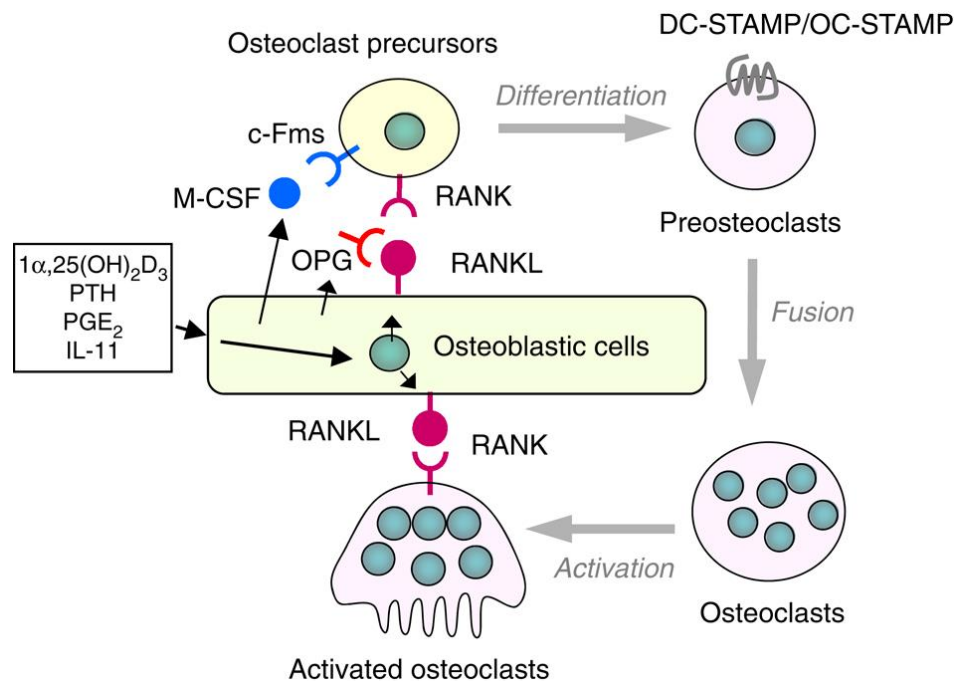 DC-STAMP/OC-STAMP
Osteoclast precursors
Differentiation
c-Fms
M-CSF
RANK
Preosteoclasts
OPG
RANKL
1α,25(OH)₂D₃
PTH
PGE₂
IL-11
Fusion
Osteoblastic cells
RANKL
RANK
Activation
Osteoclasts
Activated osteoclasts